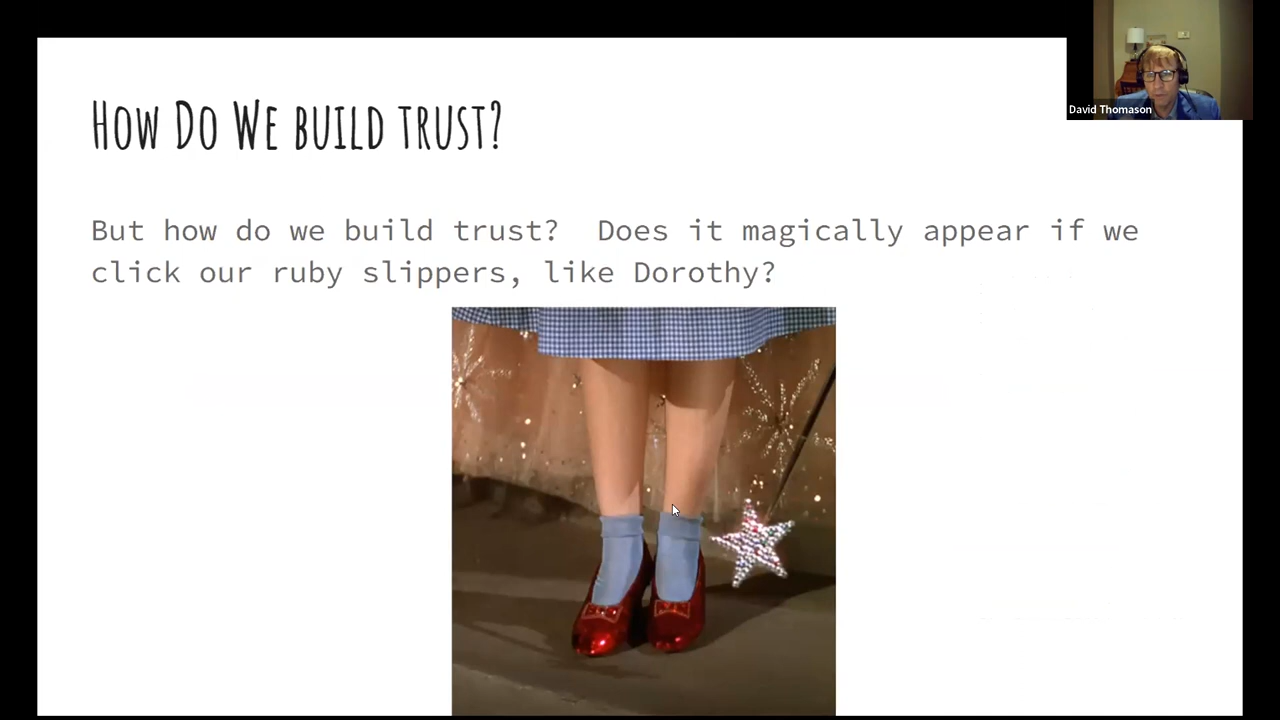 How Do We build trust?
But how do we build trust?  Does it magically appear if we
click our ruby slippers, like Dorothy?
David Thomason